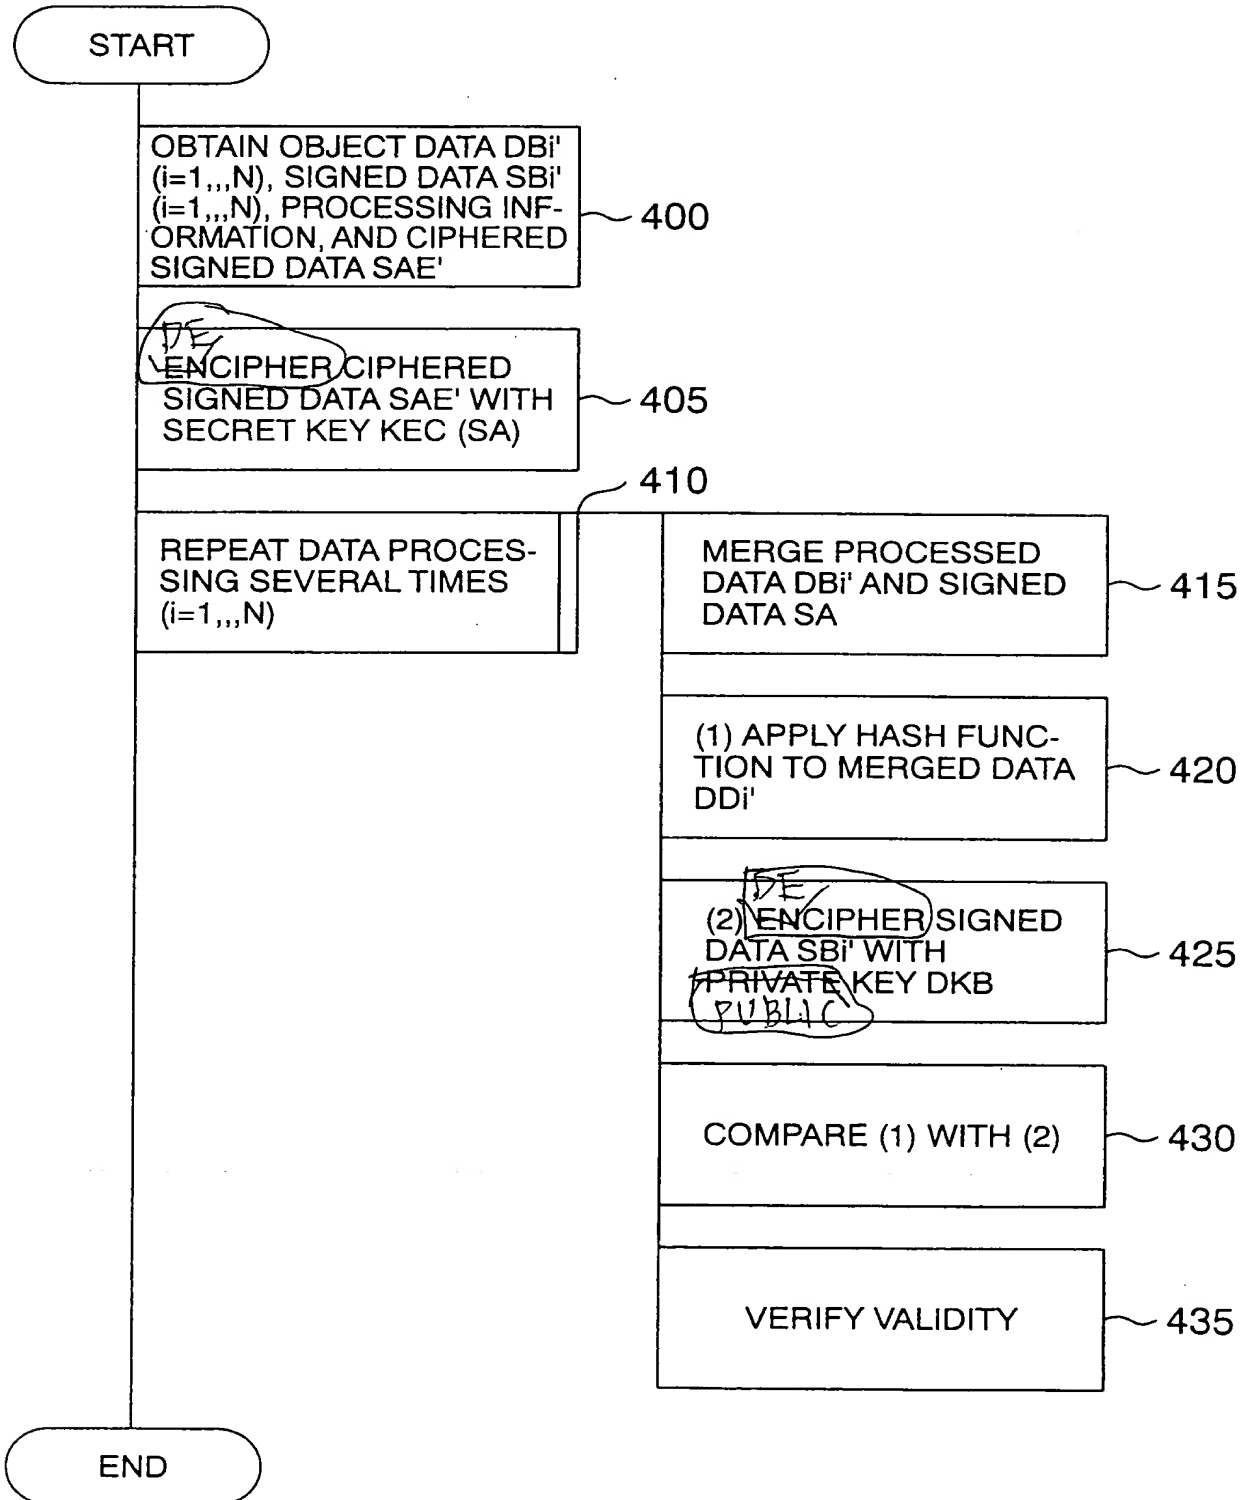 START
OBTAIN OBJECT DATA DBi'
(i=1,,,N), SIGNED DATA SBi'
(i=1,,,N), PROCESSING INF-
ORMATION, AND CIPHERED
SIGNED DATA SAE'
400
DE
ENCIPHER CIPHERED
SIGNED DATA SAE' WITH
SECRET KEY KEC (SA)
405
410
REPEAT DATA PROCES-
SING SEVERAL TIMES
(i=1,,,N)
MERGE PROCESSED
DATA DBi' AND SIGNED
DATA SA
415
(1) APPLY HASH FUNC-
TION TO MERGED DATA
DDi'
420
DE
(2) ENCIPHER SIGNED
DATA SBi' WITH
PRIVATE KEY DKB
PUBLIC
425
COMPARE (1) WITH (2)
430
VERIFY VALIDITY
435
END